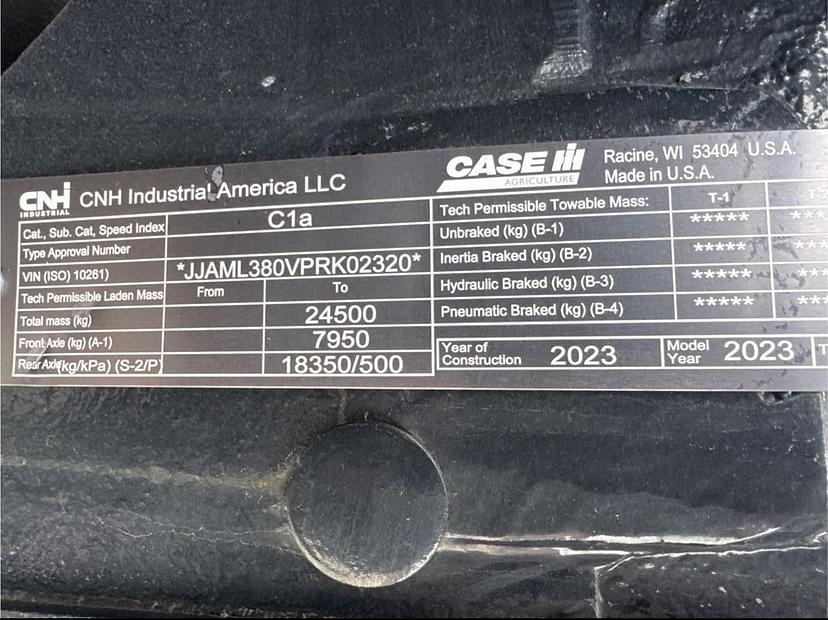 CNH INDUSTRIAL CNH Industrial America LLC
Cat., Sub. Cat, Speed Index C1a
Type Approval Number
VIN (ISO) 10261) *JJAML380VPRK02320*
Tech Permissible Laden Mass From To
Total mass (kg) 24500
Front Axle (kg) (A-1) 7950
Rear Axle (kg/kPa) (S-2/P) 18350/500
CASE IH AGRICULTURE
Racine, WI 53404 U.S.A.
Made in U.S.A.
Tech Permissible Towable Mass: T-1
Unbraked (kg) (B-1) *****
Inertia Braked (kg) (B-2) *****
Hydraulic Braked (kg) (B-3) *****
Pneumatic Braked (kg) (B-4) *****
Year of Construction 2023 Model Year 2023